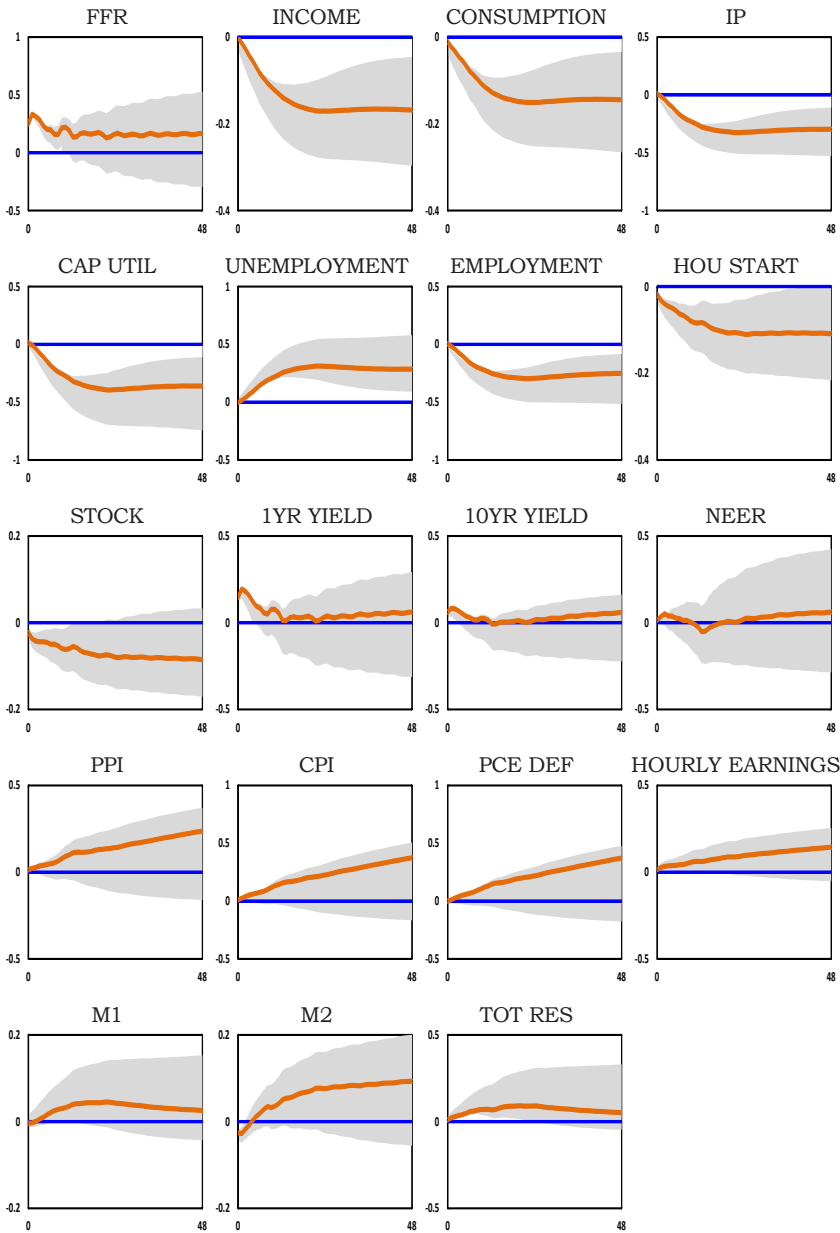 FFR INCOME CONSUMPTION IP
1 0 0 0.5
0.5 -0.2 -0.2 0
0 -0.5
-0.5 -0.4 -0.4 -1
0 48 0 48 0 48 0 48
CAP UTIL UNEMPLOYMENT EMPLOYMENT HOU START
0.5 1 0.5 0
0 0.5 0 -0.2
-0.5 0 -0.5
-1 -0.5 -1 -0.4
0 48 0 48 0 48 0 48
STOCK 1YR YIELD 10YR YIELD NEER
0.2 0.5 0.5 0.5
0 0 0 0
-0.2 -0.5 -0.5 -0.5
0 48 0 48 0 48 0 48
PPI CPI PCE DEF HOURLY EARNINGS
0.5 1 1 0.5
0 0.5 0.5 0
0 0
-0.5 -0.5 -0.5 -0.5
0 48 0 48 0 48 0 48
M1 M2 TOT RES
0.2 0.2 0.5
0 0 0
-0.2 -0.2 -0.5
0 48 0 48 0 48